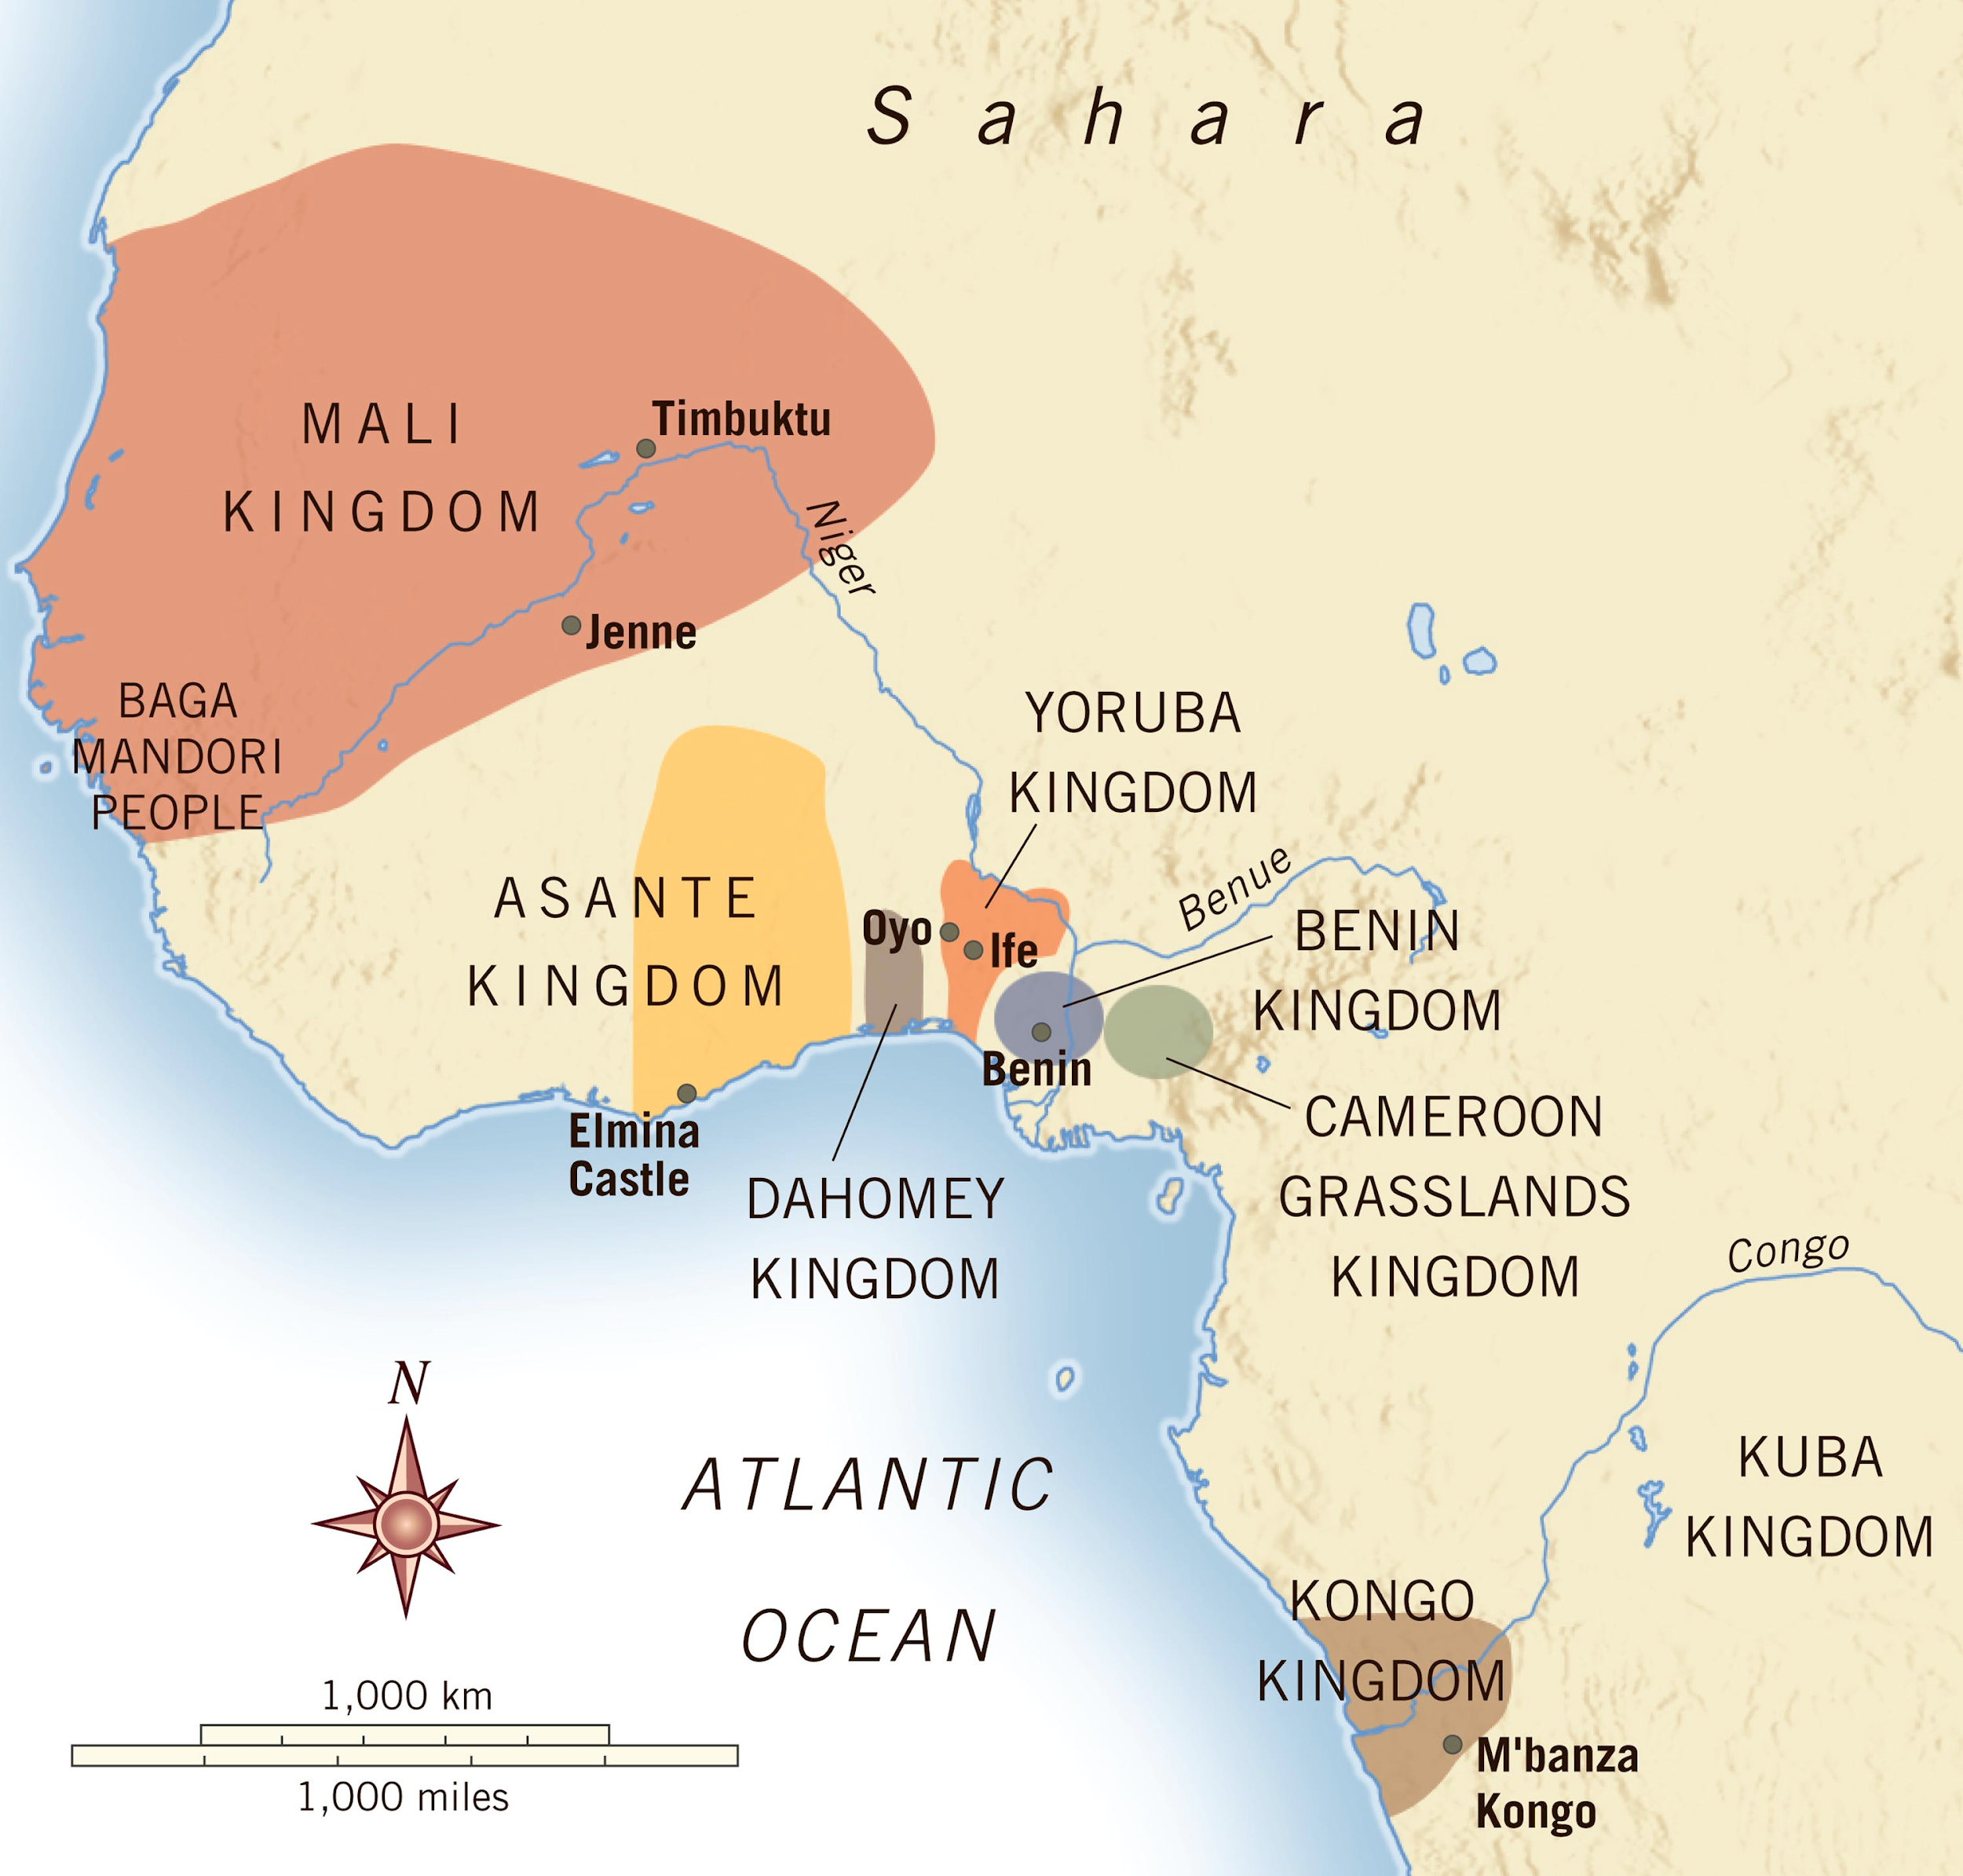 Sahara
MALI
KINGDOM
Timbuktu
Niger
Jenne
BAGA
MANDORI
PEOPLE
YORUBA
KINGDOM
ASANTE
KINGDOM
Oyo
Ife
Benue
BENIN
KINGDOM
Benin
Elmina
Castle
DAHOMEY
KINGDOM
CAMEROON
GRASSLANDS
KINGDOM
Congo
N
ATLANTIC
OCEAN
KUBA
KINGDOM
KONGO
KINGDOM
M'banza
Kongo
1,000 km
1,000 miles